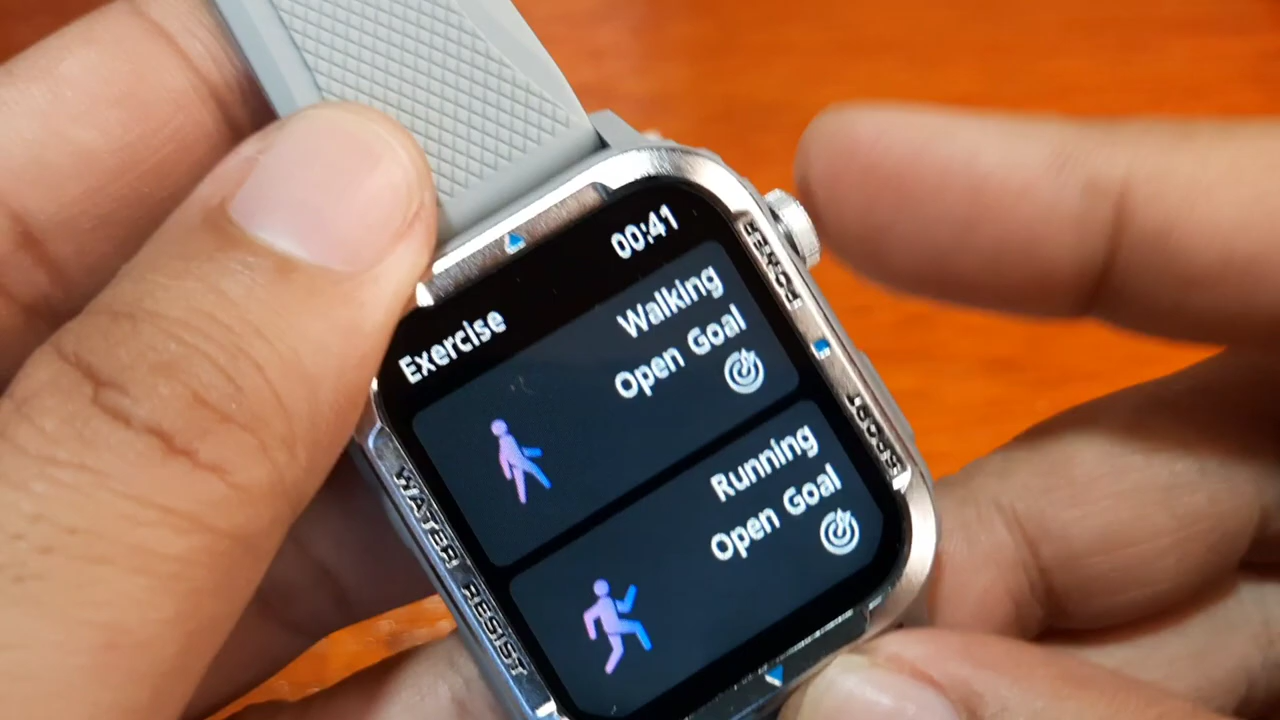 00:41
Exercise
Walking
Open Goal
Running
Open Goal
POWER
SPORT
WATER RESIST